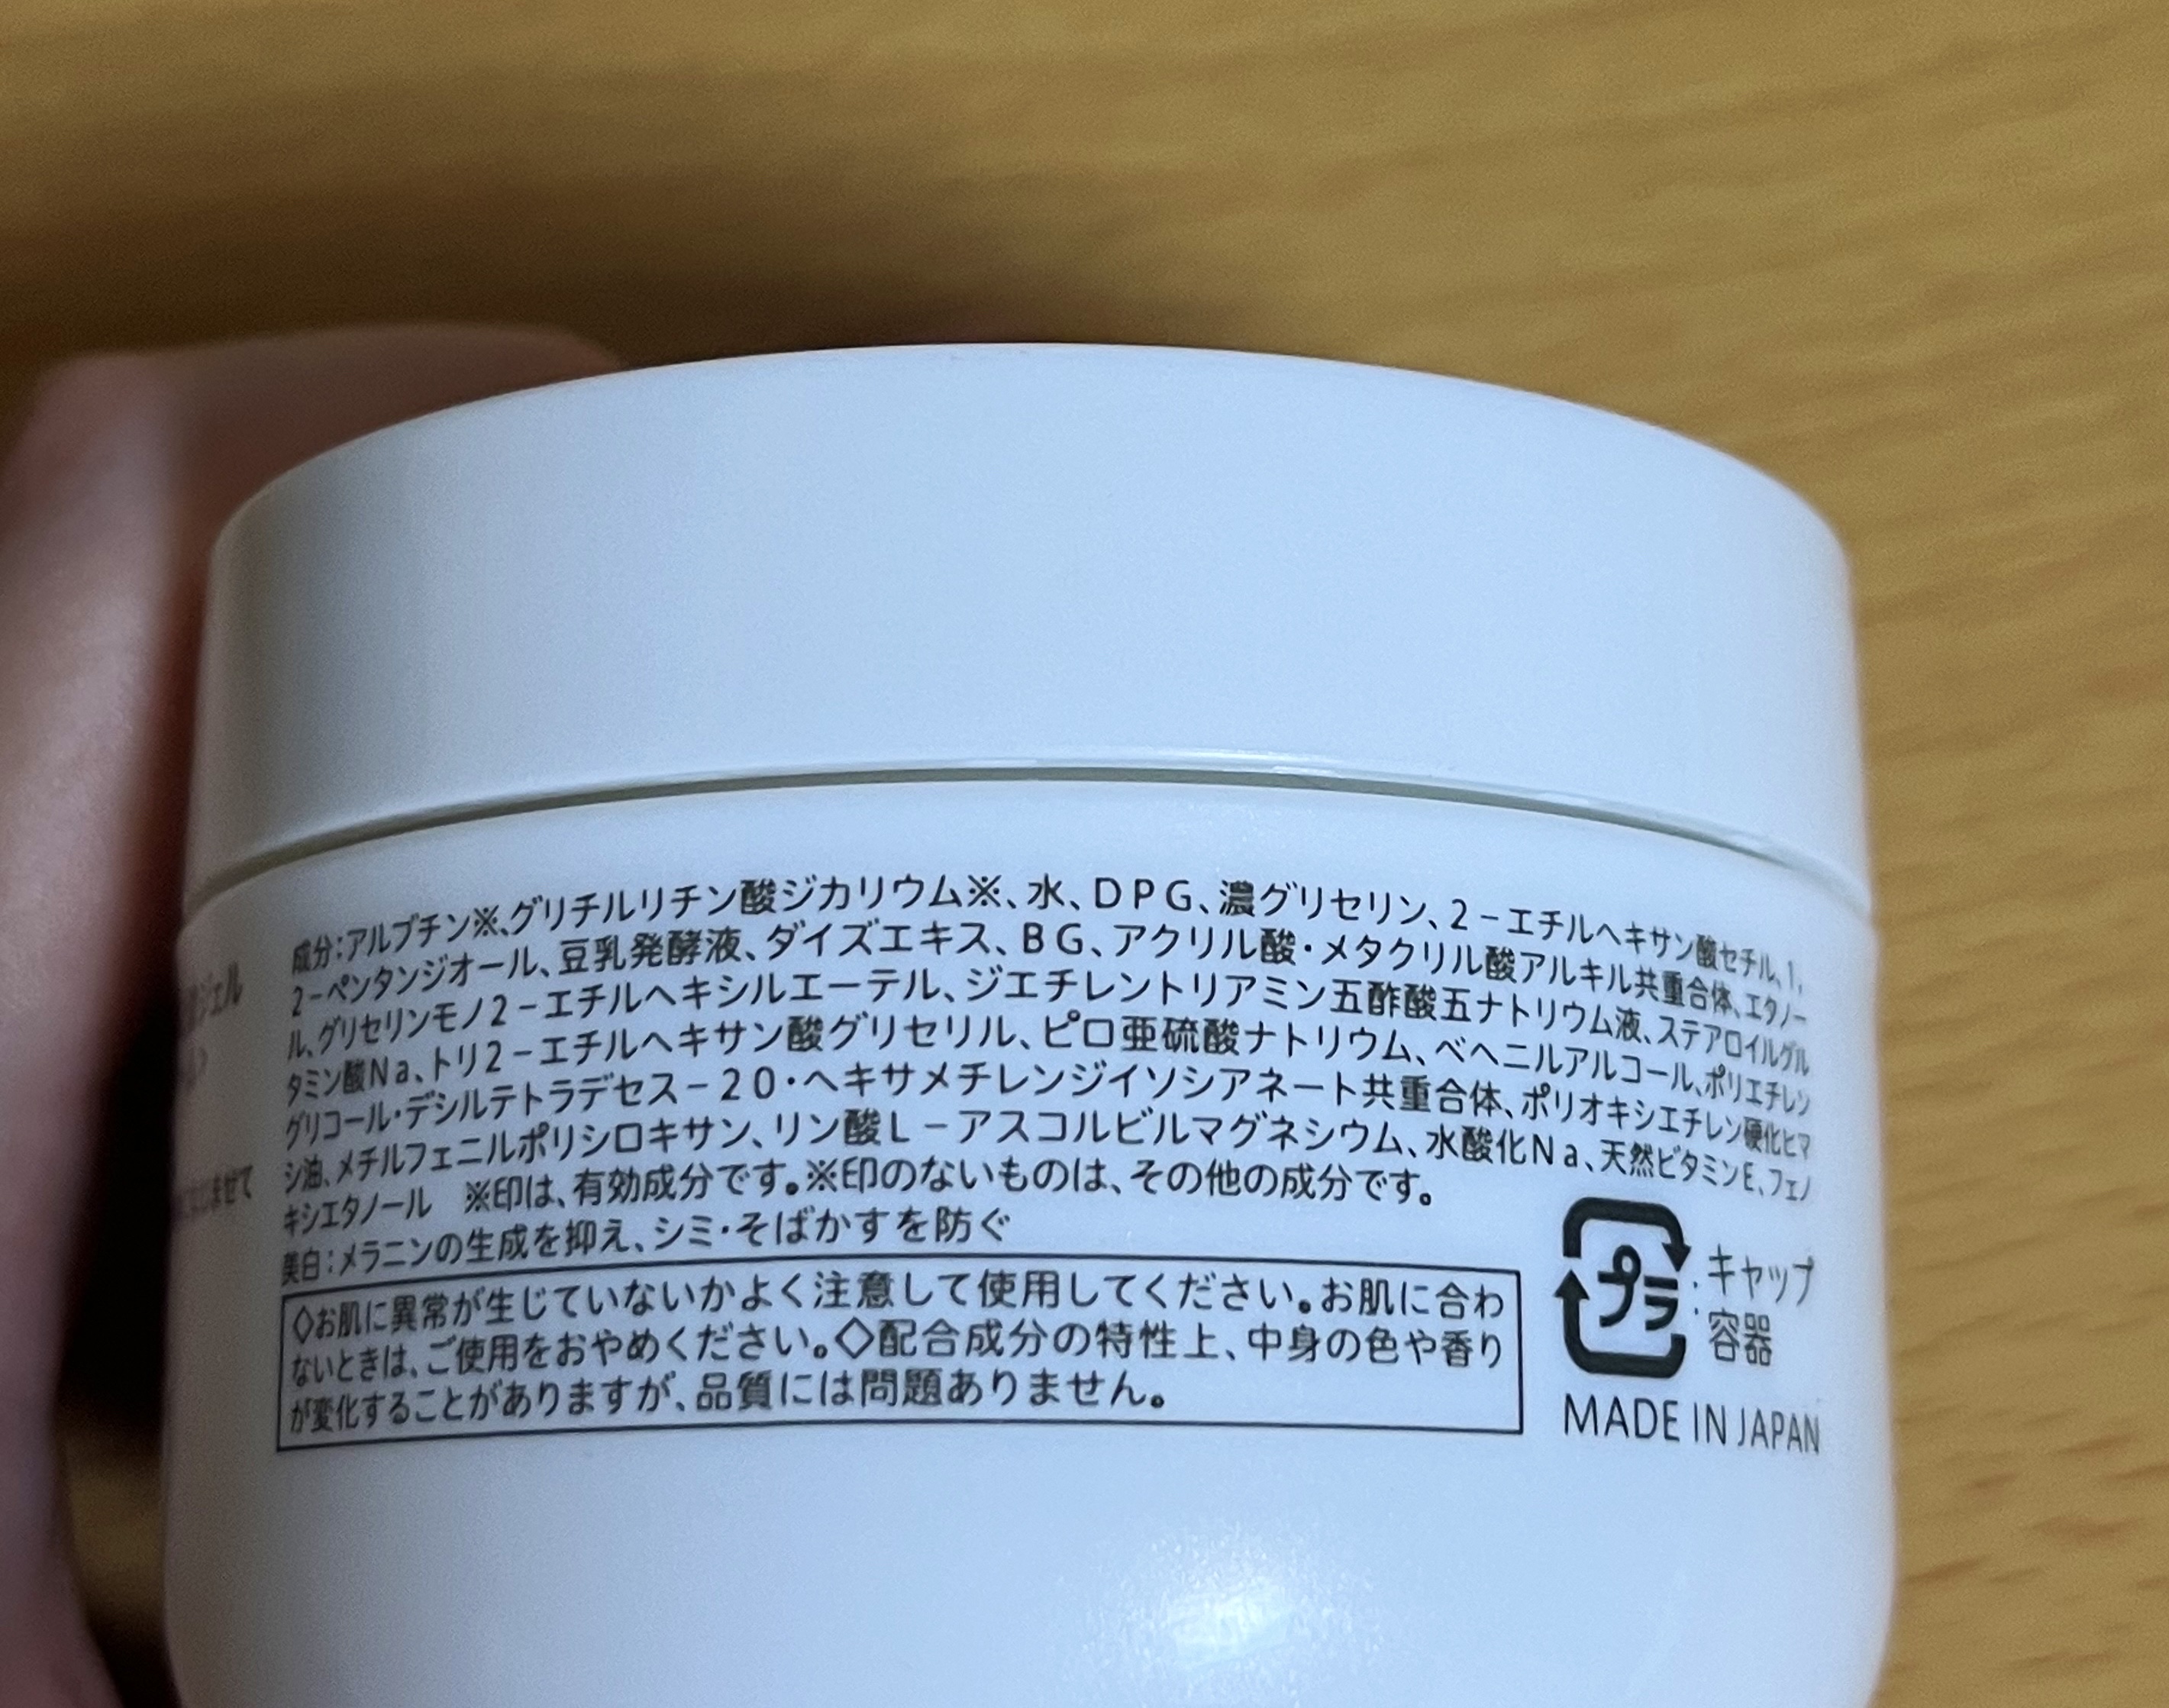 成分：アルブチン※、グリチルリチン酸ジカリウム※、水、DPG、濃グリセリン、2－エチルヘキサン酸セチル、1，
2－ペンタンジオール、豆乳発酵液、ダイズエキス、BG、アクリル酸・メタクリル酸アルキル共重合体、エタノー
ル、グリセリンモノ2－エチルヘキシルエーテル、ジエチレントリアミン五酢酸五ナトリウム液、ステアロイルグル
タミン酸Na、トリ2－エチルヘキサン酸グリセリル、ピロ亜硫酸ナトリウム、ベヘニルアルコール、ポリエチレン
グリコール・デシルテトラデセス－20・ヘキサメチレンジイソシアネート共重合体、ポリオキシエチレン硬化ヒマ
シ油、メチルフェニルポリシロキサン、リン酸L－アスコルビルマグネシウム、水酸化Na、天然ビタミンE、フェノ
キシエタノール　※印は、有効成分です。※印のないものは、その他の成分です。
美白：メラニンの生成を抑え、シミ・そばかすを防ぐ
◇お肌に異常が生じていないかよく注意して使用してください。お肌に合わ
ないときは、ご使用をおやめください。◇配合成分の特性上、中身の色や香り
が変化することがありますが、品質には問題ありません。
プラ：キャップ
：容器
MADE IN JAPAN
ジェル
ませて